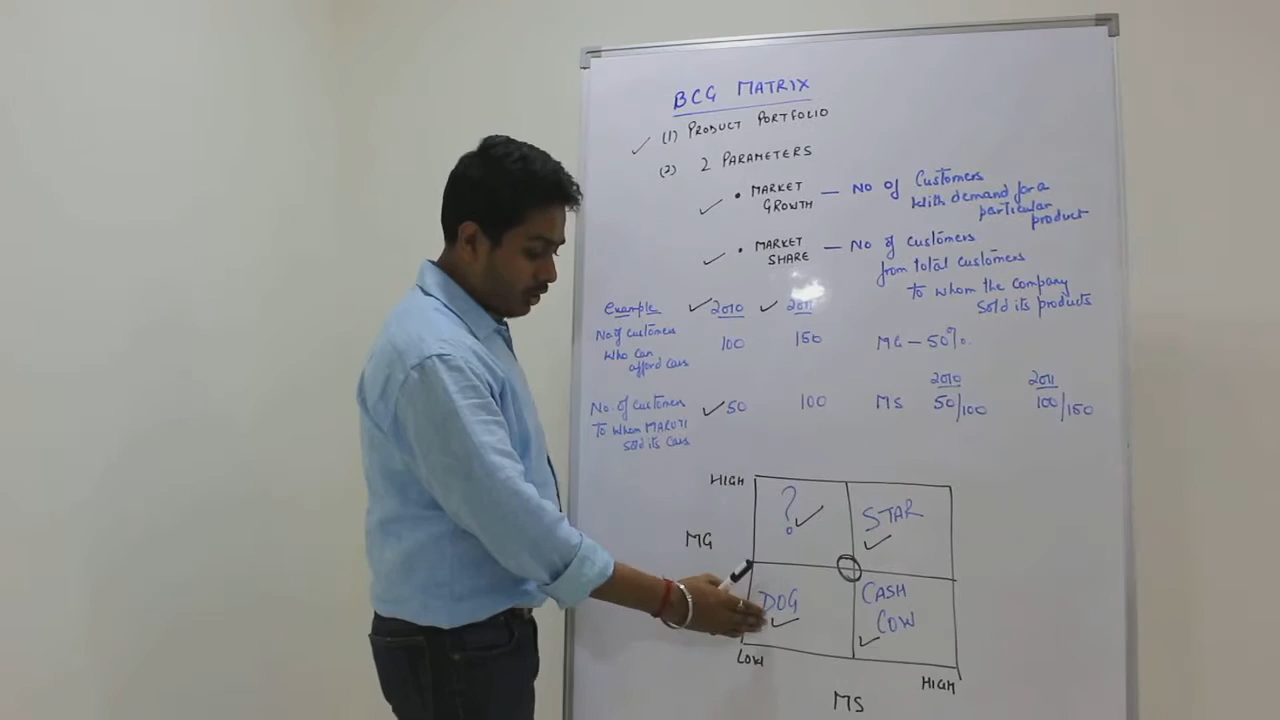 BCG MATRIX
(1) PRODUCT PORTFOLIO
(2) 2 PARAMETERS
• MARKET GROWTH — No of Customers
With demand for a
particular
product
• MARKET SHARE — No of customers
from total customers
to whom the company
sold its products
Example 2010 2011
No of customers
Who can
afford cars
100 150 MG – 50%
No. of customers
To whom MARUTI
sold its cars
50 100 MS 2010 50/100 2011 100/150
HIGH
? STAR
MG
DOG CASH
COW
LOW HIGH
MS